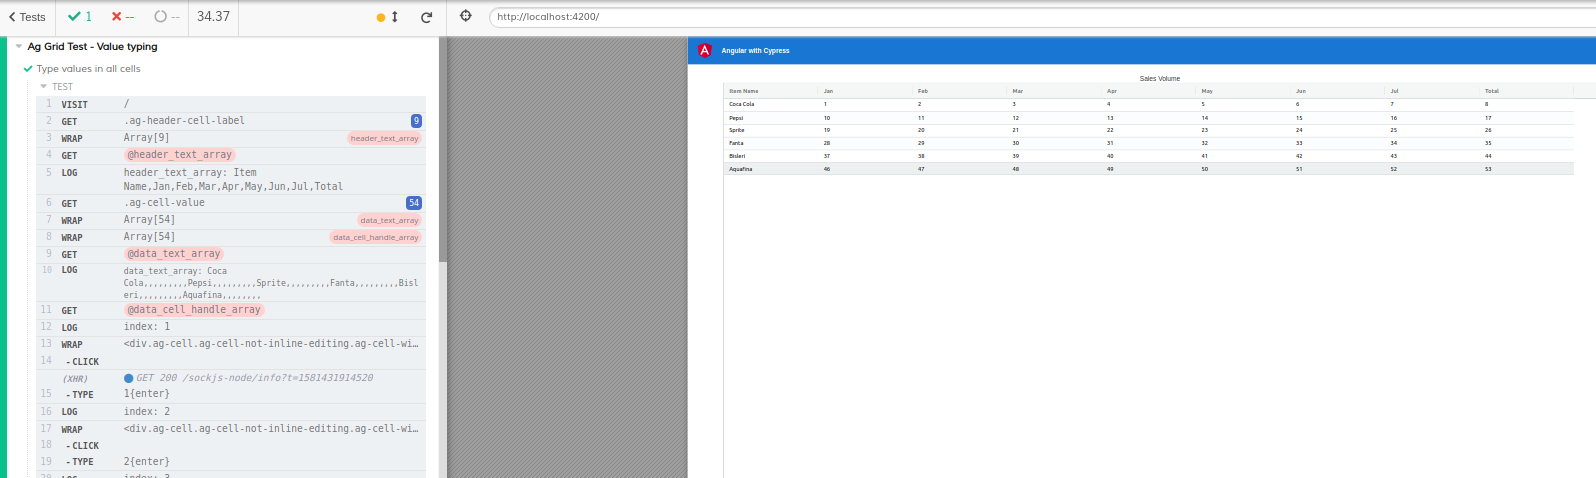 Tests 1 -- -- 34.37 http://localhost:4200/
Ag Grid Test - Value typing
Type values in all cells
TEST
1 VISIT /
2 GET .ag-header-cell-label 9
3 WRAP Array[9] header_text_array
4 GET @header_text_array
5 LOG header_text_array: Item
Name,Jan,Feb,Mar,Apr,May,Jun,Jul,Total
6 GET .ag-cell-value 54
7 WRAP Array[54] data_text_array
8 WRAP Array[54] data_cell_handle_array
9 GET @data_text_array
10 LOG data_text_array: Coca
Cola,,,,,,,,,Pepsi,,,,,,,,,Sprite,,,,,,,,,Fanta,,,,,,,,,Bisl
eri,,,,,,,,,Aquafina,,,,,,,,
11 GET @data_cell_handle_array
12 LOG index: 1
13 WRAP <div.ag-cell.ag-cell-not-inline-editing.ag-cell-wi…
14 -CLICK
(XHR) GET 200 /sockjs-node/info?t=1581431914520
15 -TYPE 1{enter}
16 LOG index: 2
17 WRAP <div.ag-cell.ag-cell-not-inline-editing.ag-cell-wi…
18 -CLICK
19 -TYPE 2{enter}
20 LOG index: 3
A Angular with Cypress
Sales Volume
Item Name Jan Feb Mar Apr May Jun Jul Total
Coca Cola 1 2 3 4 5 6 7 8
Pepsi 10 11 12 13 14 15 16 17
Sprite 19 20 21 22 23 24 25 26
Fanta 28 29 30 31 32 33 34 35
Bisleri 37 38 39 40 41 42 43 44
Aquafina 46 47 48 49 50 51 52 53